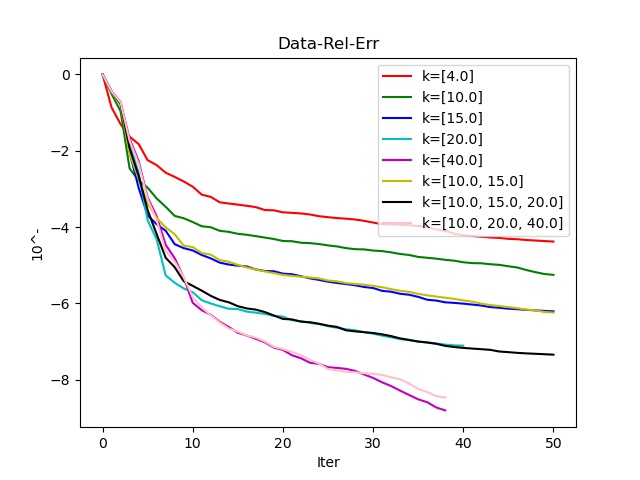 Data-Rel-Err
k=[4.0]
k=[10.0]
k=[15.0]
k=[20.0]
k=[40.0]
k=[10.0, 15.0]
k=[10.0, 15.0, 20.0]
k=[10.0, 20.0, 40.0]
10^-
0
−2
−4
−6
−8
0 10 20 30 40 50
Iter